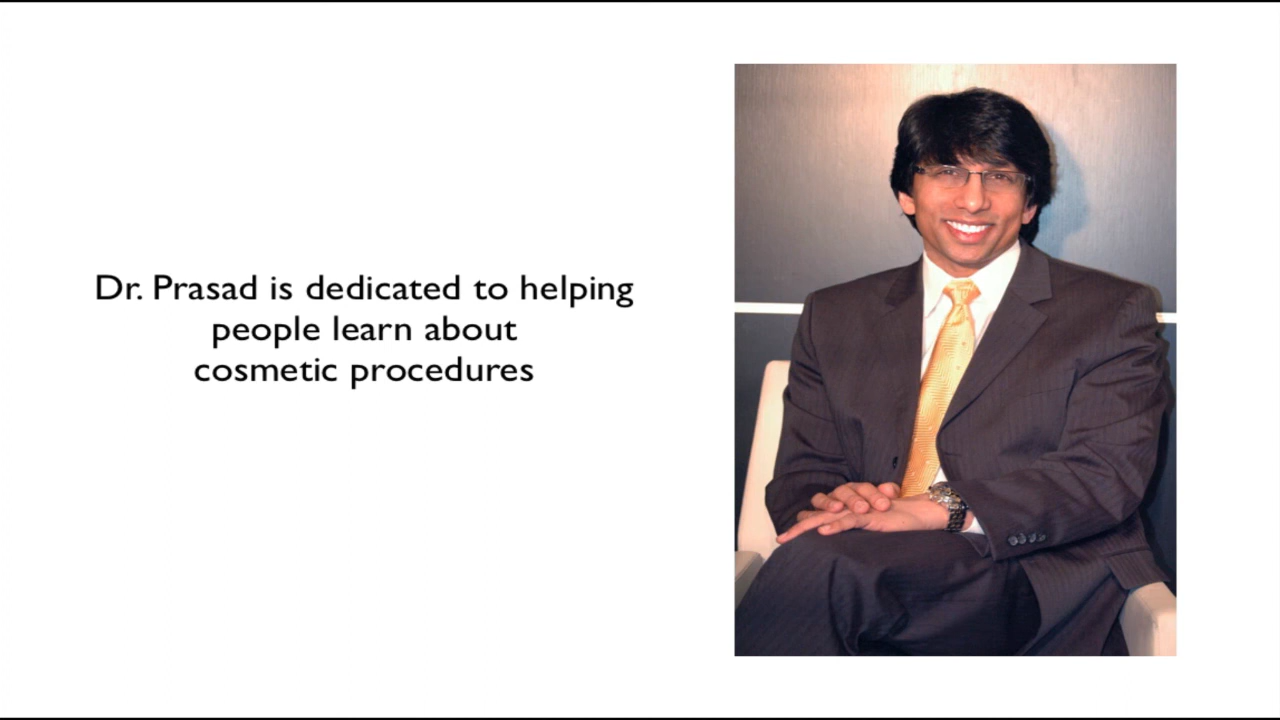 Dr. Prasad is dedicated to helping
people learn about
cosmetic procedures